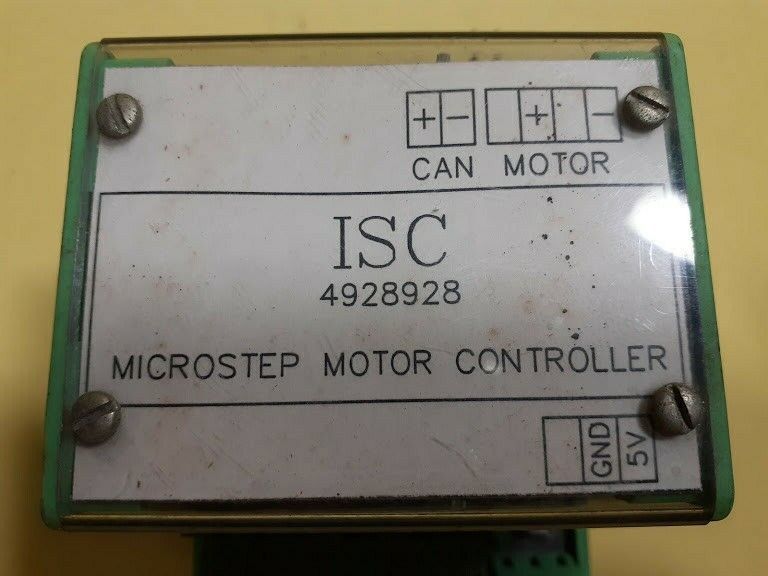 + - + -
CAN MOTOR
ISC
4928928
MICROSTEP MOTOR CONTROLLER
GND
5V